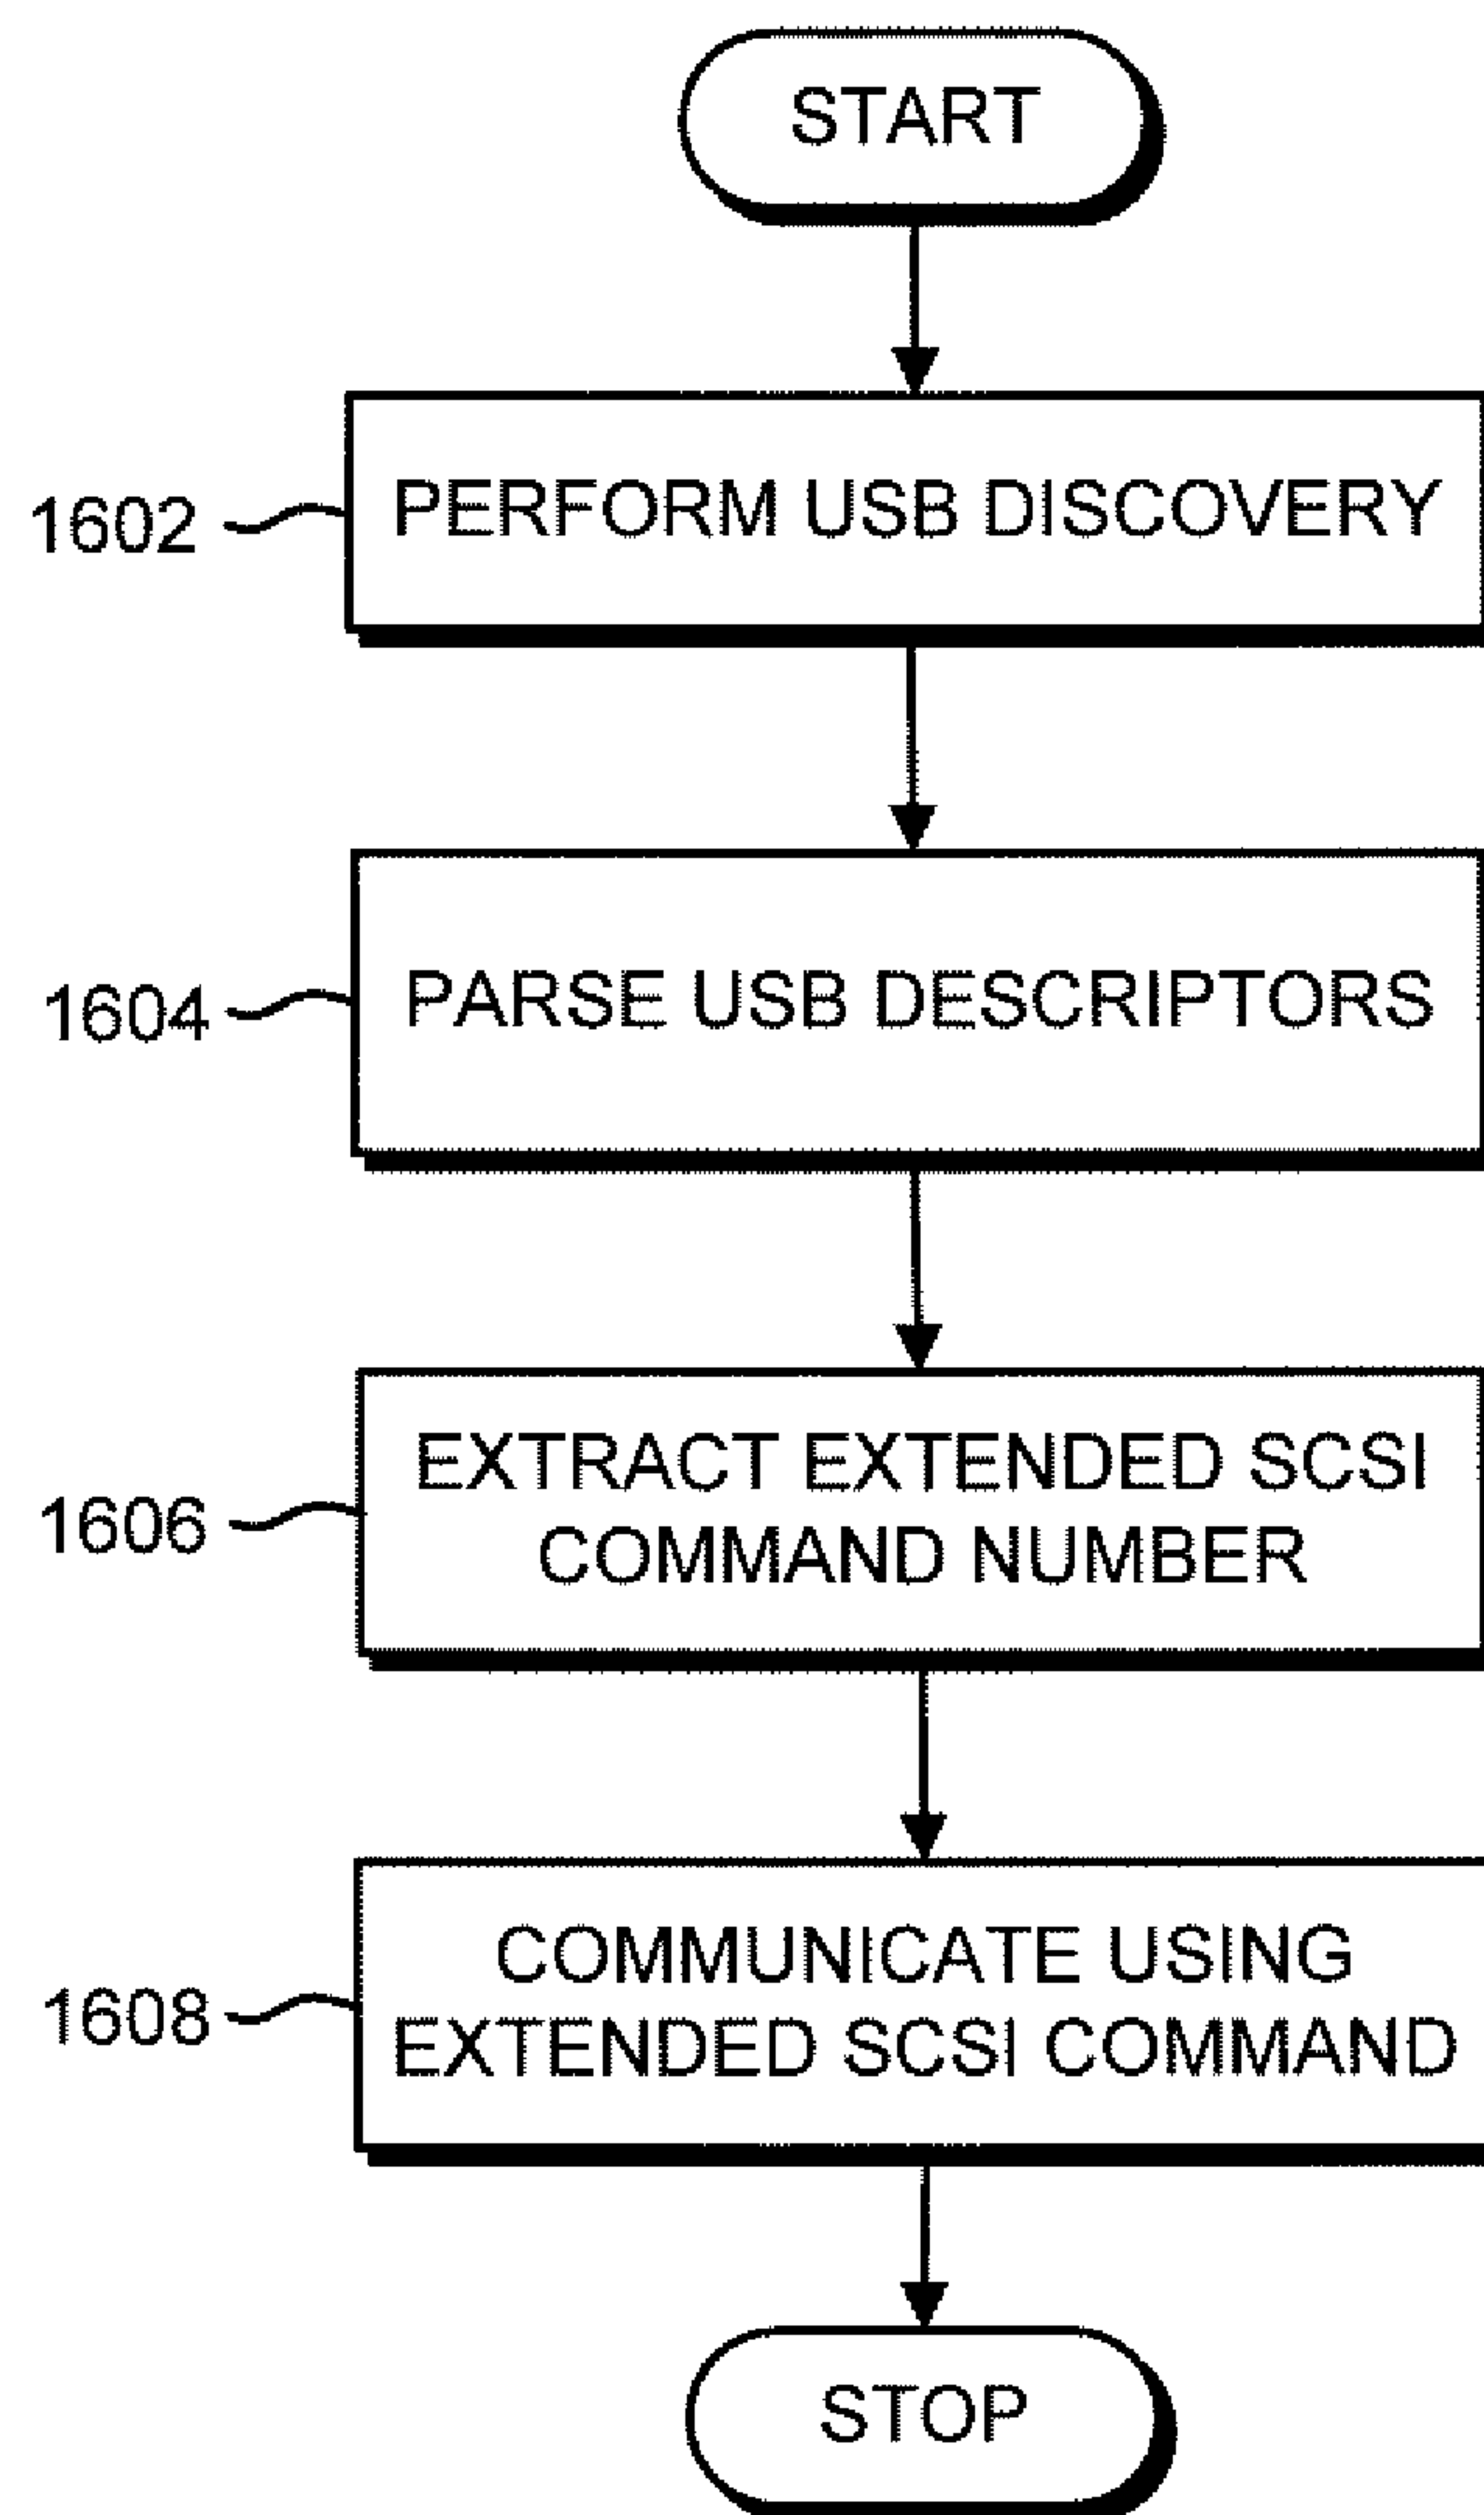 START
1602
PERFORM USB DISCOVERY
1604
PARSE USB DESCRIPTORS
1606
EXTRACT EXTENDED SCSI
COMMAND NUMBER
1608
COMMUNICATE USING
EXTENDED SCSI COMMAND
STOP